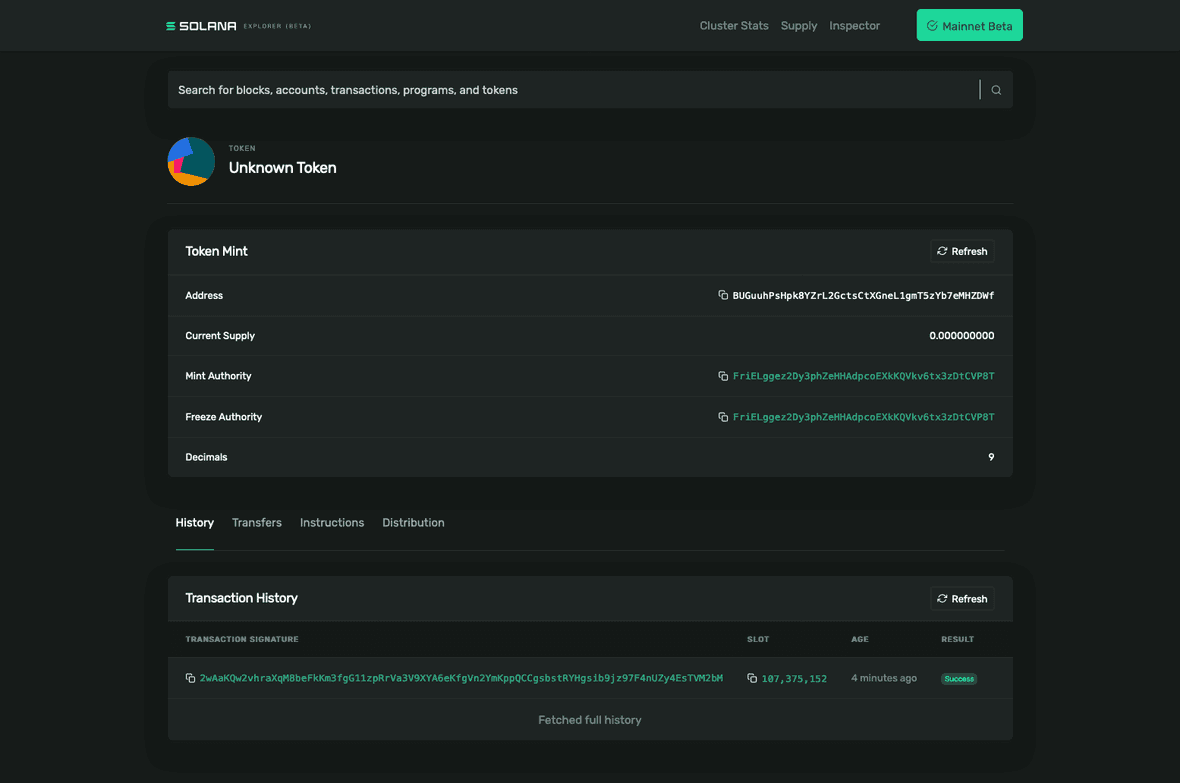 SOLANA EXPLORER (BETA) Cluster Stats Supply Inspector Mainnet Beta
Search for blocks, accounts, transactions, programs, and tokens
TOKEN
Unknown Token
Token Mint Refresh
Address BUGuuhPsHpk8YZrL2GctsCtXGneL1gmT5zYb7eMHZDWf
Current Supply 0.000000000
Mint Authority FriELggez2Dy3phZeHHAdpcoEXkKQVkv6tx3zDtCVP8T
Freeze Authority FriELggez2Dy3phZeHHAdpcoEXkKQVkv6tx3zDtCVP8T
Decimals 9
History Transfers Instructions Distribution
Transaction History Refresh
TRANSACTION SIGNATURE SLOT AGE RESULT
2wAaKQw2vhraXqM8beFkKm3fgG11zpRrVa3V9XYA6eKfgVn2YmKppQCCgsbstRYHgsib9jz97F4nUZy4EsTVM2bM 107,375,152 4 minutes ago Success
Fetched full history